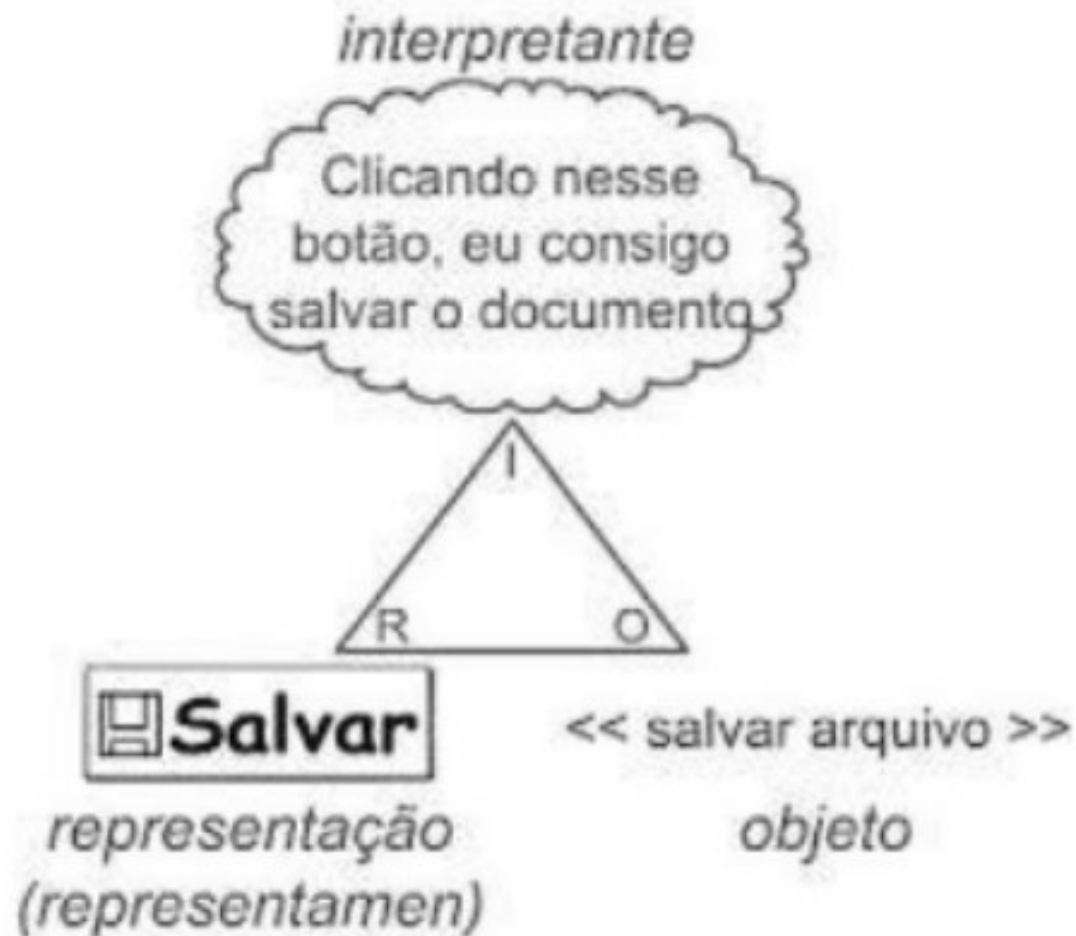 interpretante
Clicando nesse
botão, eu consigo
salvar o documento
I
R
O
Salvar
<< salvar arquivo >>
representação
objeto
(representamen)